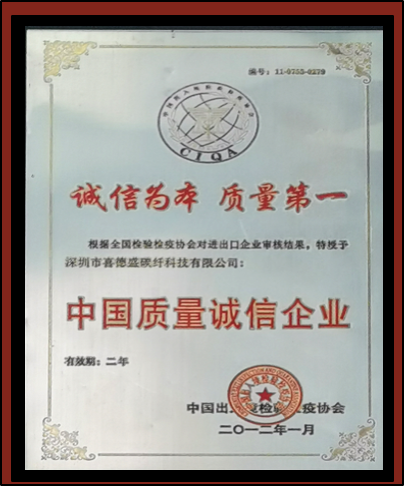 编号：11-0755-0279
CIQA
诚信为本 质量第一
根据全国检验检疫协会对进出口企业审核结果，特授予
深圳市喜德盛碳纤科技有限公司：
中国质量诚信企业
有效期：二年
中国出入境检验检疫协会
二〇一二年一月